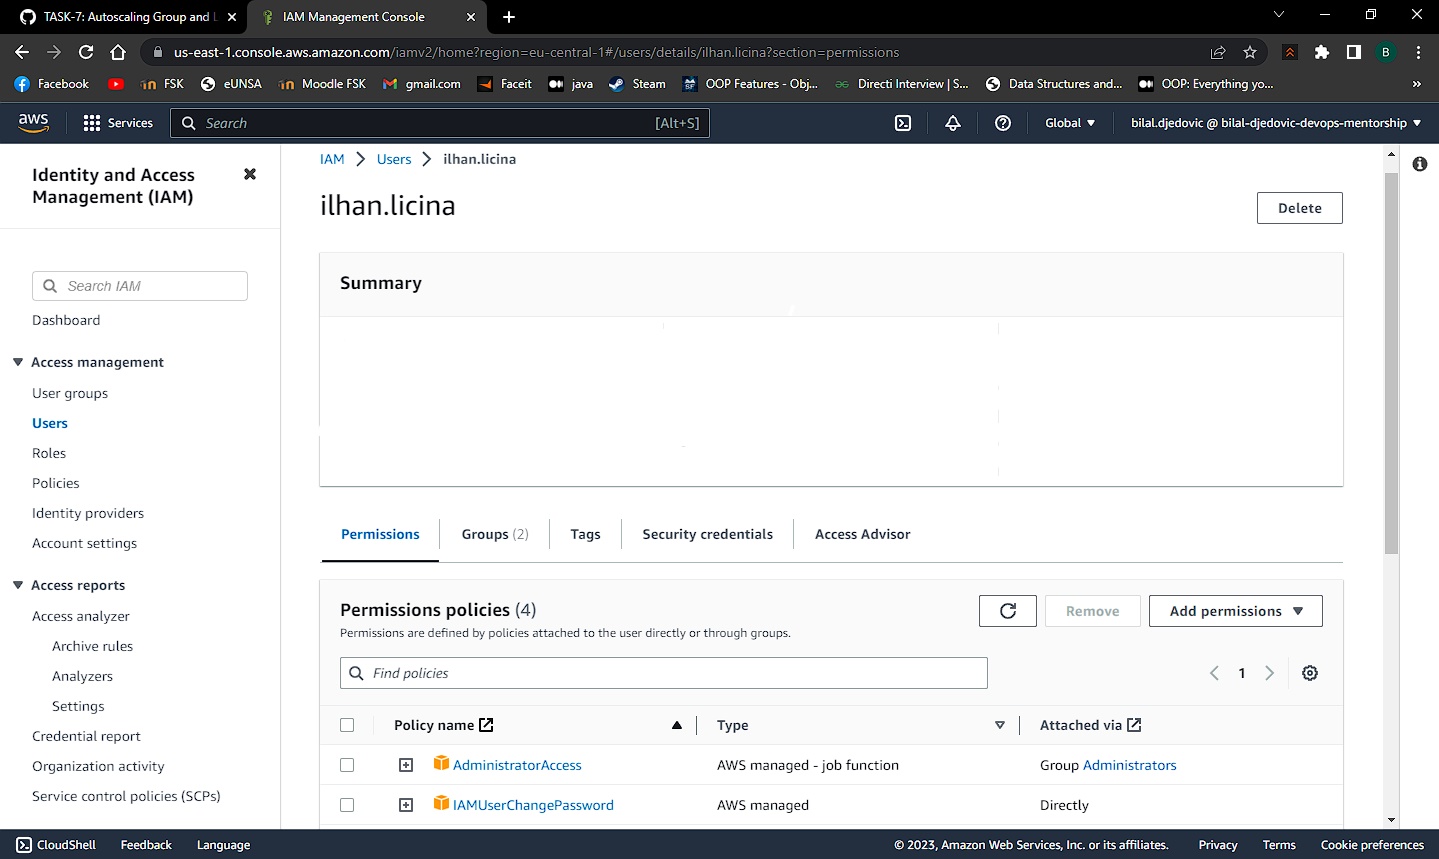 TASK-7: Autoscaling Group and L
IAM Management Console
us-east-1.console.aws.amazon.com/iamv2/home?region=eu-central-1#/users/details/ilhan.licina?section=permissions
B
Facebook
FSK
eUNSA
Moodle FSK
gmail.com
Faceit
java
Steam
OOP Features - Obj...
Directi Interview | S...
Data Structures and...
OOP: Everything yo...
»
aws
Services
Search
[Alt+S]
Global
bilal.djedovic @ bilal-djedovic-devops-mentorship
Identity and Access
Management (IAM)
Search IAM
Dashboard
Access management
User groups
Users
Roles
Policies
Identity providers
Account settings
Access reports
Access analyzer
Archive rules
Analyzers
Settings
Credential report
Organization activity
Service control policies (SCPs)
IAM > Users > ilhan.licina
ilhan.licina
Delete
Summary
Permissions
Groups (2)
Tags
Security credentials
Access Advisor
Permissions policies (4)
Permissions are defined by policies attached to the user directly or through groups.
Remove
Add permissions
Find policies
1
Policy name
Type
Attached via
AdministratorAccess
AWS managed - job function
Group Administrators
IAMUserChangePassword
AWS managed
Directly
CloudShell
Feedback
Language
© 2023, Amazon Web Services, Inc. or its affiliates.
Privacy
Terms
Cookie preferences